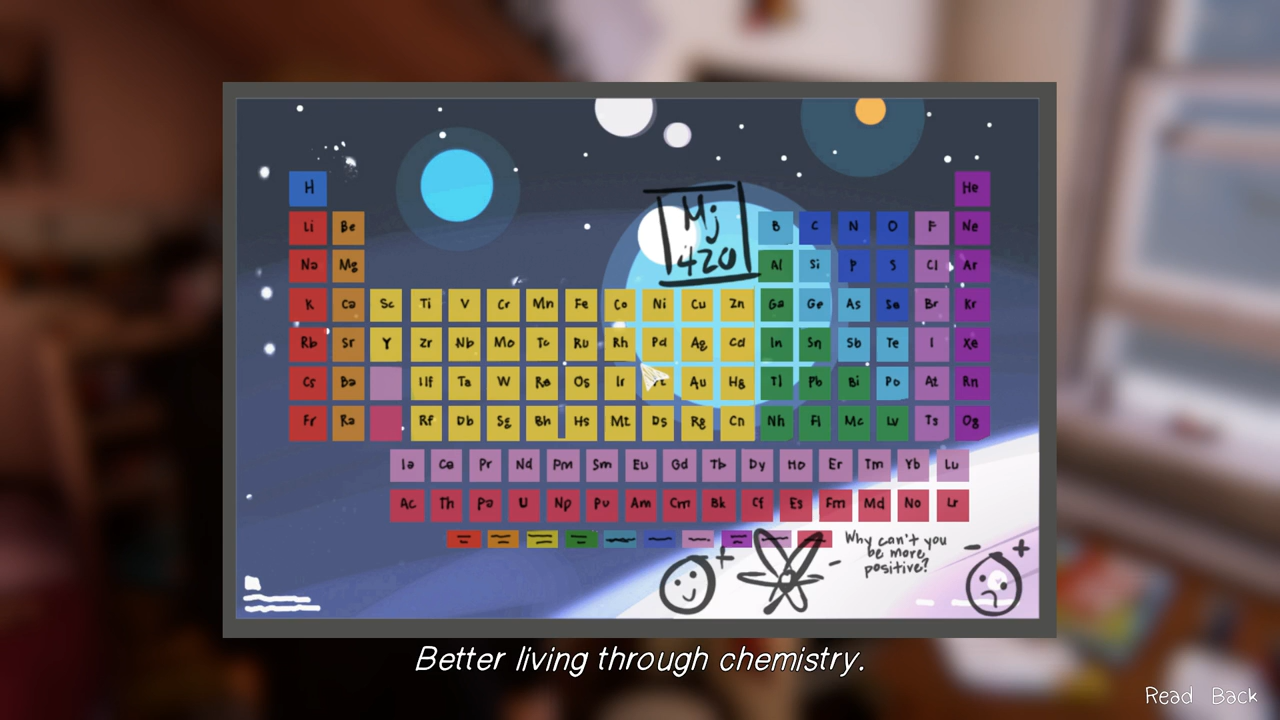 Mj
420
H He
Li Be B C N O F Ne
Na Mg Al Si P S Cl Ar
K Ca Sc Ti V Cr Mn Fe Co Ni Cu Zn Ga Ge As Se Br Kr
Rb Sr Y Zr Nb Mo Tc Ru Rh Pd Ag Cd In Sn Sb Te I Xe
Cs Ba Hf Ta W Re Os Ir Au Hg Tl Pb Bi Po At Rn
Fr Ra Rf Db Sg Bh Hs Mt Ds Rg Cn Nh Fl Mc Lv Ts Og
la Ce Pr Nd Pm Sm Eu Gd Tb Dy Ho Er Tm Yb Lu
Ac Th Pa U Np Pu Am Cm Bk Cf Es Fm Md No Lr
Why can't you
be more
positive?
+ - - +
Better living through chemistry.
Read Back